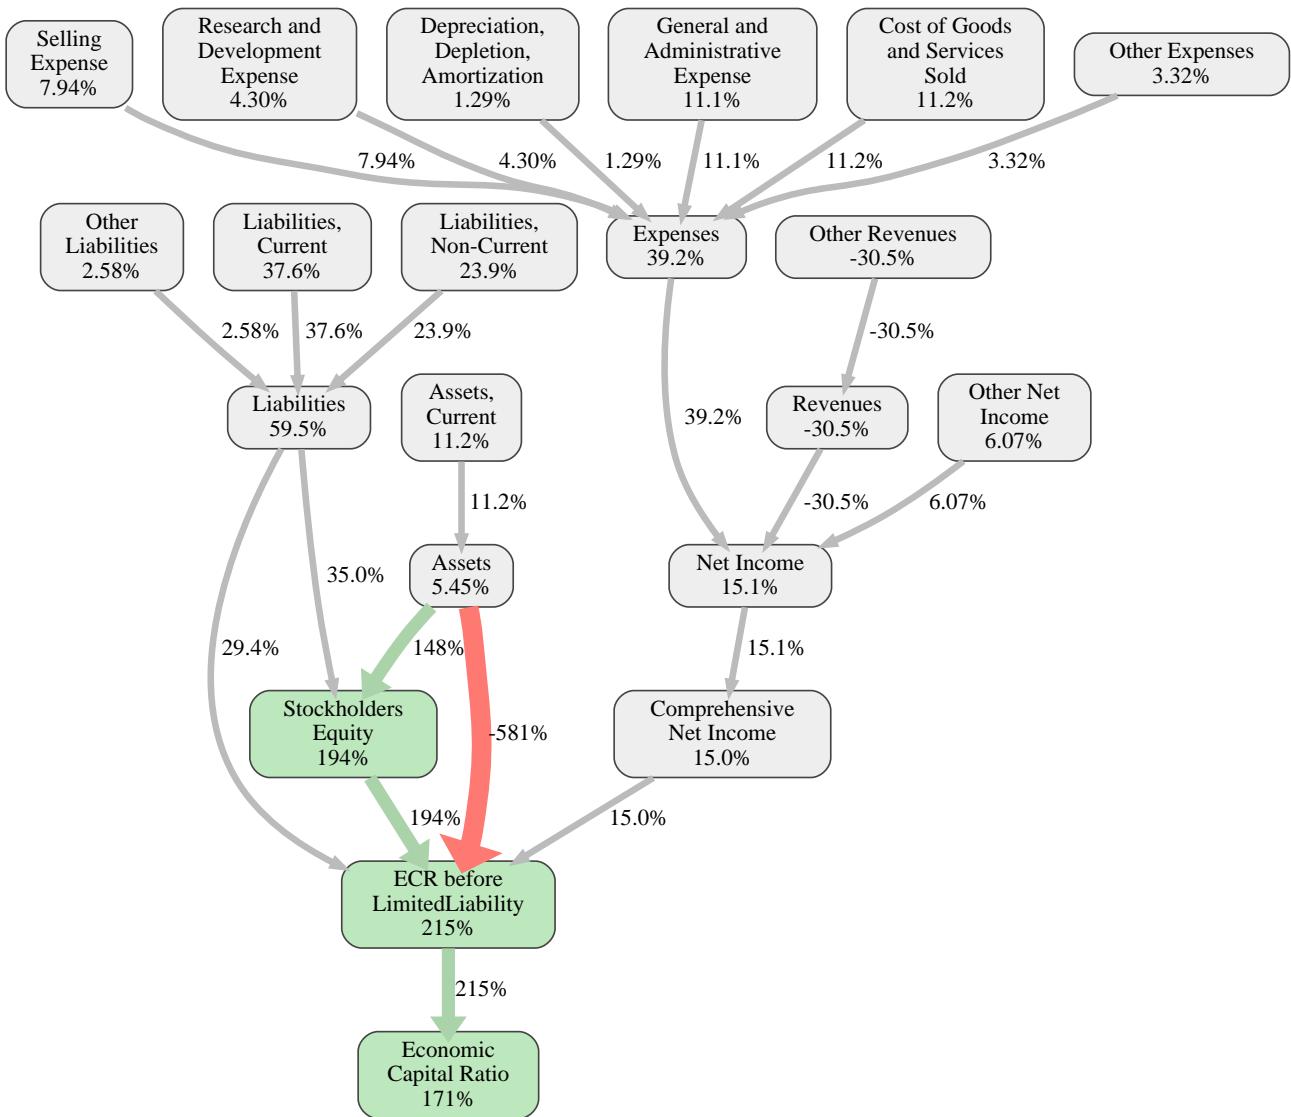 Selling
Expense
7.94%
Research and
Development
Expense
4.30%
Depreciation,
Depletion,
Amortization
1.29%
General and
Administrative
Expense
11.1%
Cost of Goods
and Services
Sold
11.2%
Other Expenses
3.32%
7.94%
4.30%
1.29%
11.1%
11.2%
3.32%
Other
Liabilities
2.58%
Liabilities,
Current
37.6%
Liabilities,
Non-Current
23.9%
Expenses
39.2%
Other Revenues
-30.5%
2.58%
37.6%
23.9%
-30.5%
Liabilities
59.5%
Assets,
Current
11.2%
39.2%
Revenues
-30.5%
Other Net
Income
6.07%
11.2%
-30.5%
6.07%
Assets
5.45%
Net Income
15.1%
35.0%
29.4%
148%
15.1%
Stockholders
Equity
194%
-581%
Comprehensive
Net Income
15.0%
194%
15.0%
ECR before
LimitedLiability
215%
215%
Economic
Capital Ratio
171%